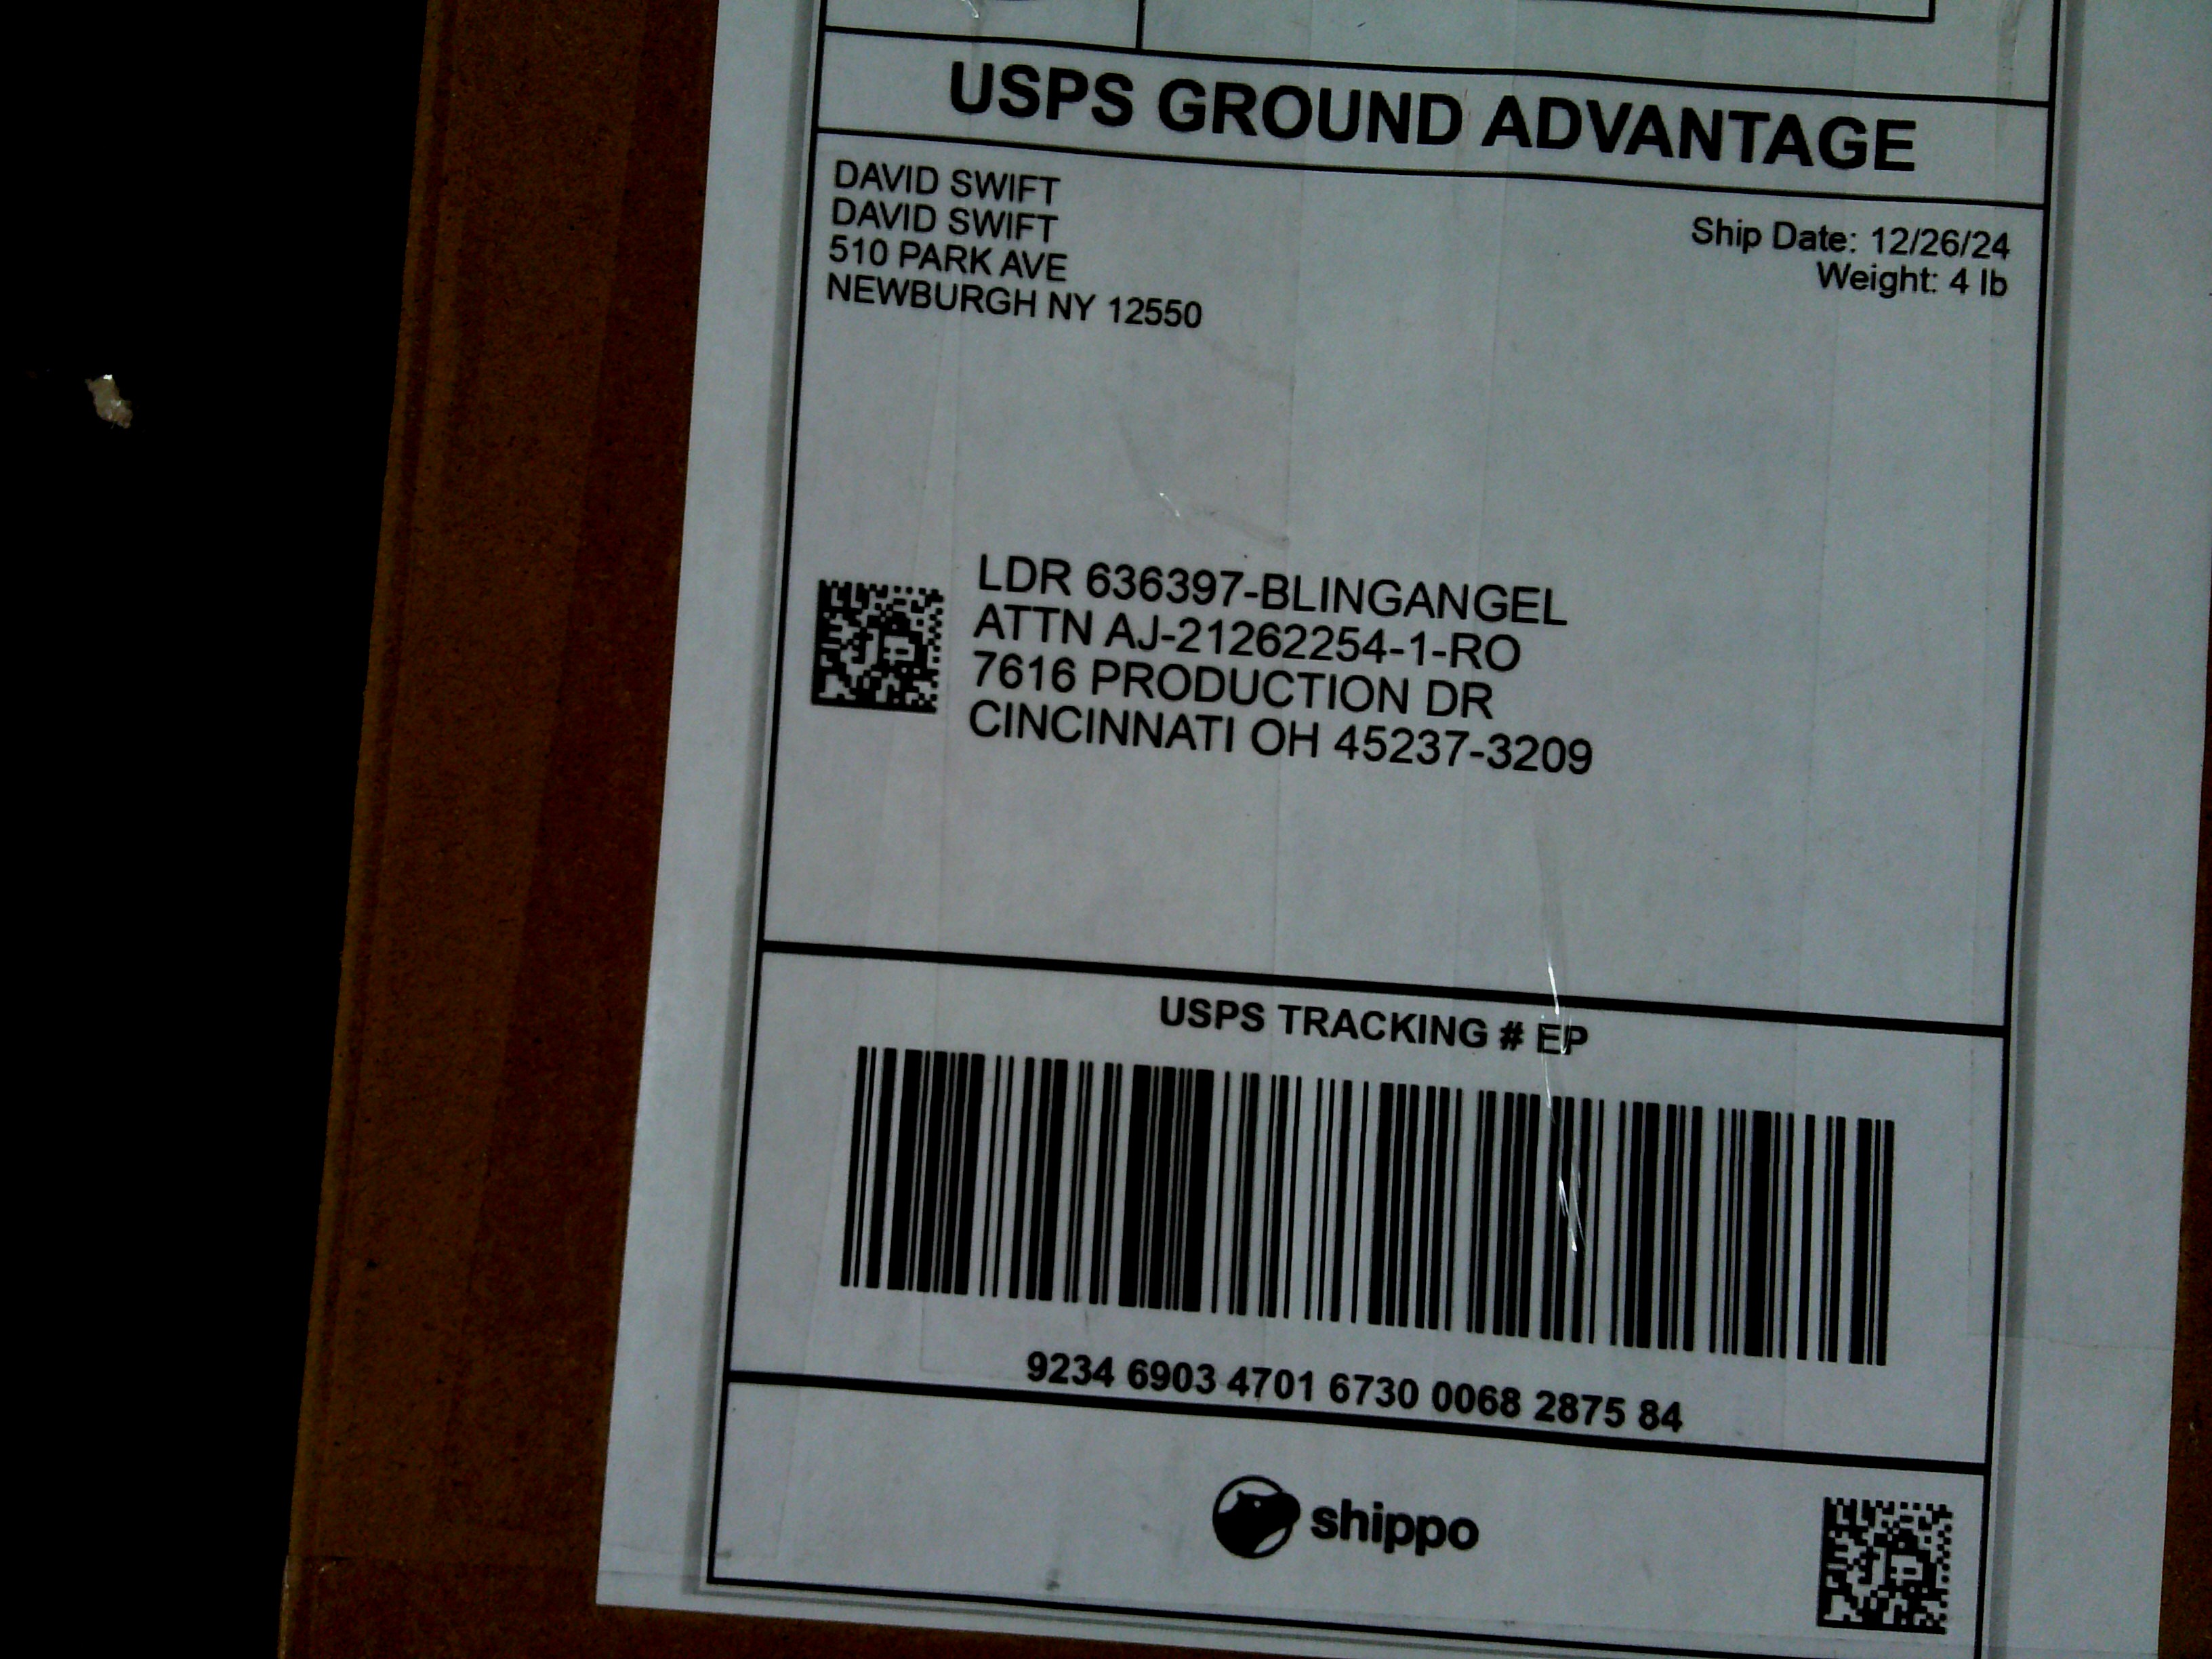 USPS GROUND ADVANTAGE
DAVID SWIFT
DAVID SWIFT
510 PARK AVE
NEWBURGH NY 12550
Ship Date: 12/26/24
Weight: 4 lb
LDR 636397-BLINGANGEL
ATTN AJ-21262254-1-RO
7616 PRODUCTION DR
CINCINNATI OH 45237-3209
USPS TRACKING # EP
9234 6903 4701 6730 0068 2875 84
shippo